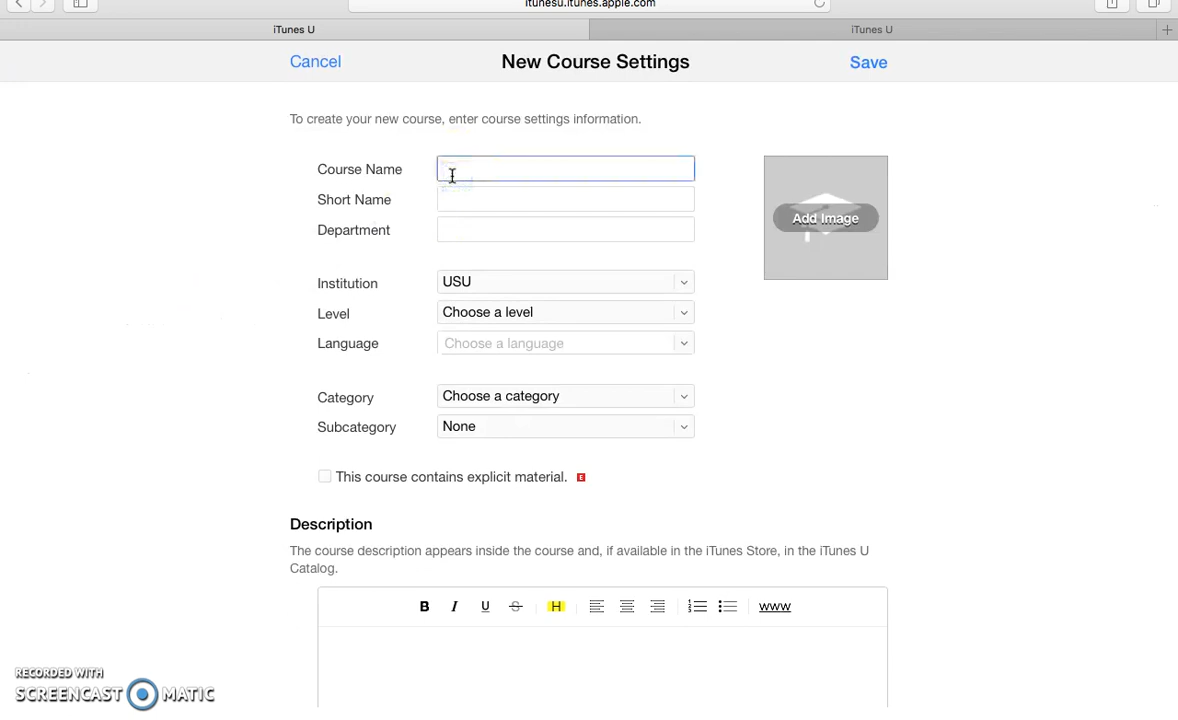 itunesu.itunes.apple.com
iTunes U
iTunes U
Cancel
New Course Settings
Save
To create your new course, enter course settings information.
Course Name
Short Name
Department
Add Image
Institution
USU
Level
Choose a level
Language
Choose a language
Category
Choose a category
Subcategory
None
This course contains explicit material.
E
Description
The course description appears inside the course and, if available in the iTunes Store, in the iTunes U
Catalog.
B I U S H www
RECORDED WITH
SCREENCAST MATIC